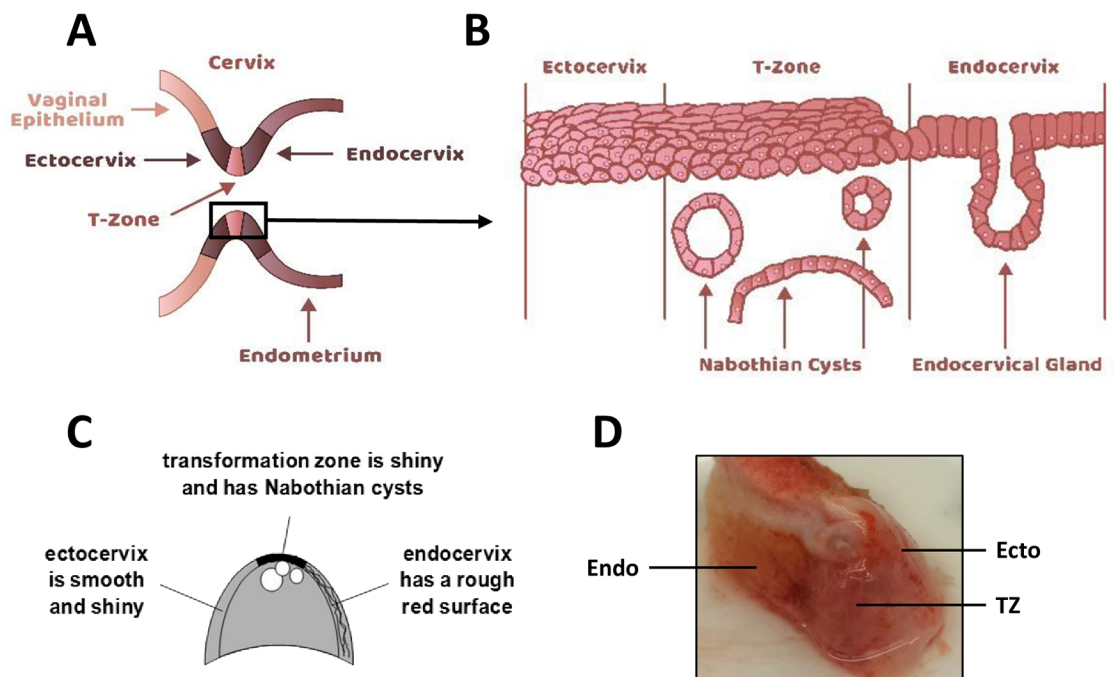 A
Cervix
Vaginal
Epithelium
Ectocervix
Endocervix
T-Zone
Endometrium
B
Ectocervix
T-Zone
Endocervix
Nabothian Cysts
Endocervical Gland
C
transformation zone is shiny
and has Nabothian cysts
ectocervix
is smooth
and shiny
endocervix
has a rough
red surface
D
Endo
Ecto
TZ